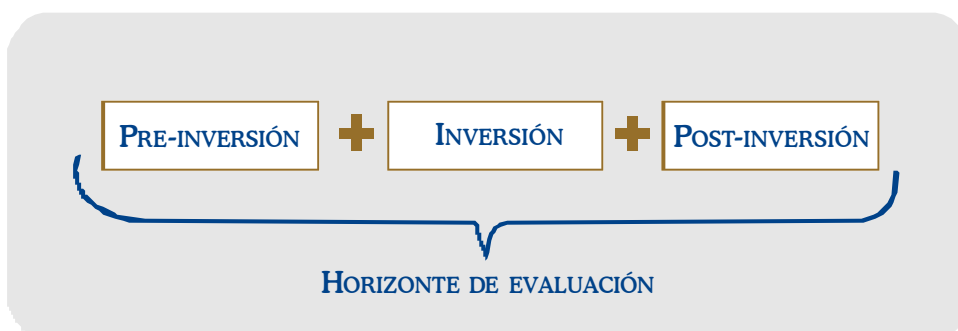 PRE-INVERSIÓN + INVERSIÓN + POST-INVERSIÓN
HORIZONTE DE EVALUACIÓN